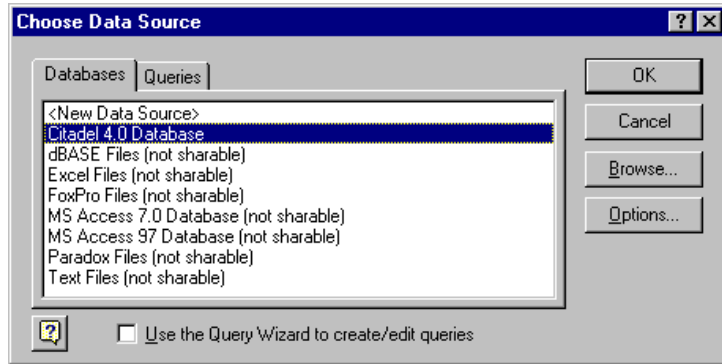 Choose Data Source
? ×
Databases Queries
<New Data Source>
Citadel 4.0 Database
dBASE Files (not sharable)
Excel Files (not sharable)
FoxPro Files (not sharable)
MS Access 7.0 Database (not sharable)
MS Access 97 Database (not sharable)
Paradox Files (not sharable)
Text Files (not sharable)
OK
Cancel
Browse...
Options...
?
Use the Query Wizard to create/edit queries